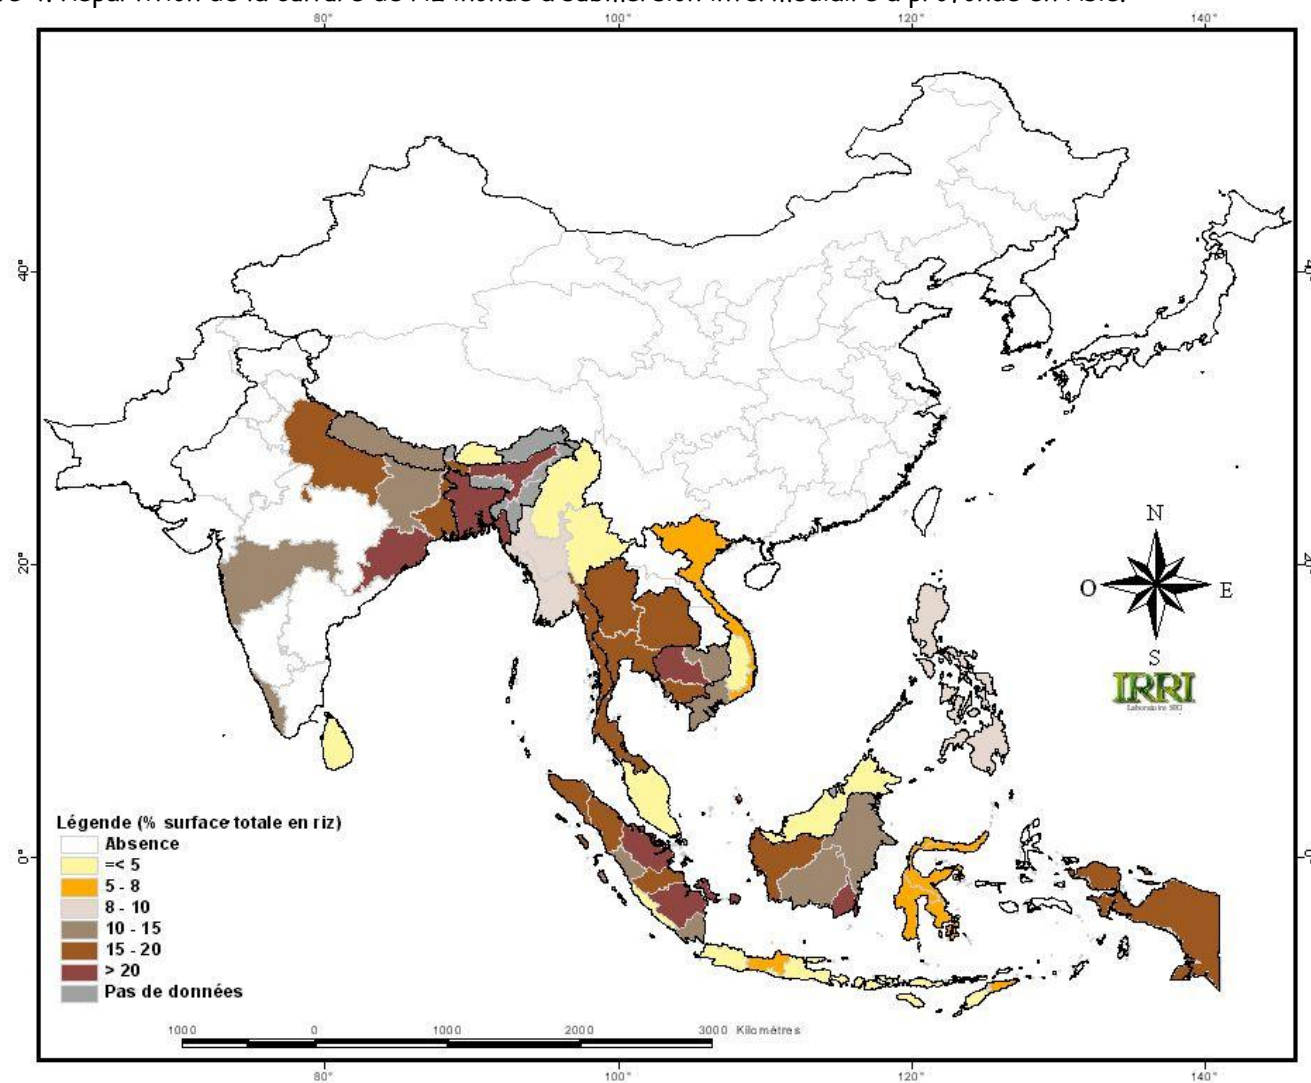 80° 100° 120° 140°
40°
20°
0°
N
O E
S
IRRI
Légende (% surface totale en riz)
Absence
=< 5
5 - 8
8 - 10
10 - 15
15 - 20
> 20
Pas de données
1000 0 1000 2000 3000 Kilomètres
80° 100° 120° 140°